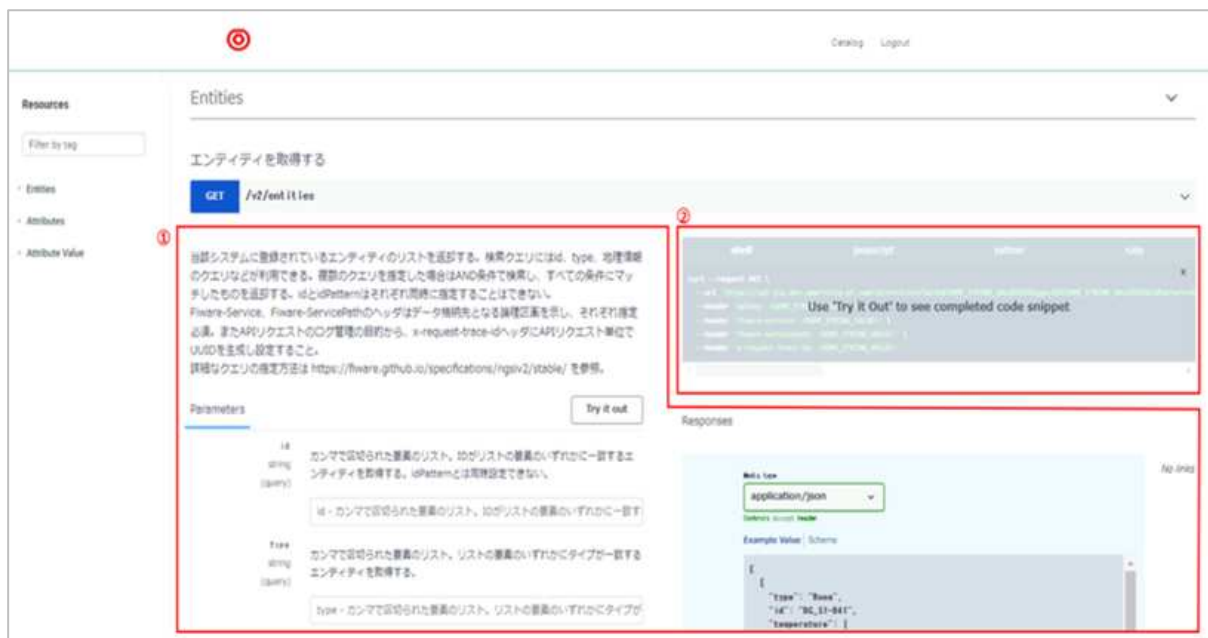 Catalog Logout
Resources
Filter by tag
Entities
Attributes
Attribute Value
Entities
エンティティを取得する
GET /v2/entities
①
当該システムに登録されているエンティティのリストを返却する。検索クエリにはid、type、地理情報
のクエリなどが利用できる。複数のクエリを指定した場合はAND条件で検索し、すべての条件にマッ
チしたものを返却する。idとidPatternはそれぞれ同時に指定することはできない。
Fiware-Service、Fiware-ServicePathのヘッダはデータ格納先となる論理区画を示し、それぞれ指定
必須。またAPIリクエストのログ管理の目的から、x-request-trace-idヘッダにAPIリクエスト単位で
UUIDを生成し設定すること。
詳細なクエリの指定方法は https://fiware.github.io/specifications/ngsiv2/stable/ を参照。
Parameters
Try it out
id
string
(query)
カンマで区切られた要素のリスト。IDがリストの要素のいずれかに一致するエ
ンティティを取得する。idPatternとは同時設定できない。
id - カンマで区切られた要素のリスト。IDがリストの要素のいずれかに一致す
type
string
(query)
カンマで区切られた要素のリスト。リストの要素のいずれかにタイプが一致する
エンティティを取得する。
type - カンマで区切られた要素のリスト。リストの要素のいずれかにタイプが
②
shell javascript python ruby
x
Use 'Try it Out' to see completed code snippet
Responses
No links
Media type
application/json
Controls Accept header
Example Value Schema
[
{
"type": "Room",
"temperature": {